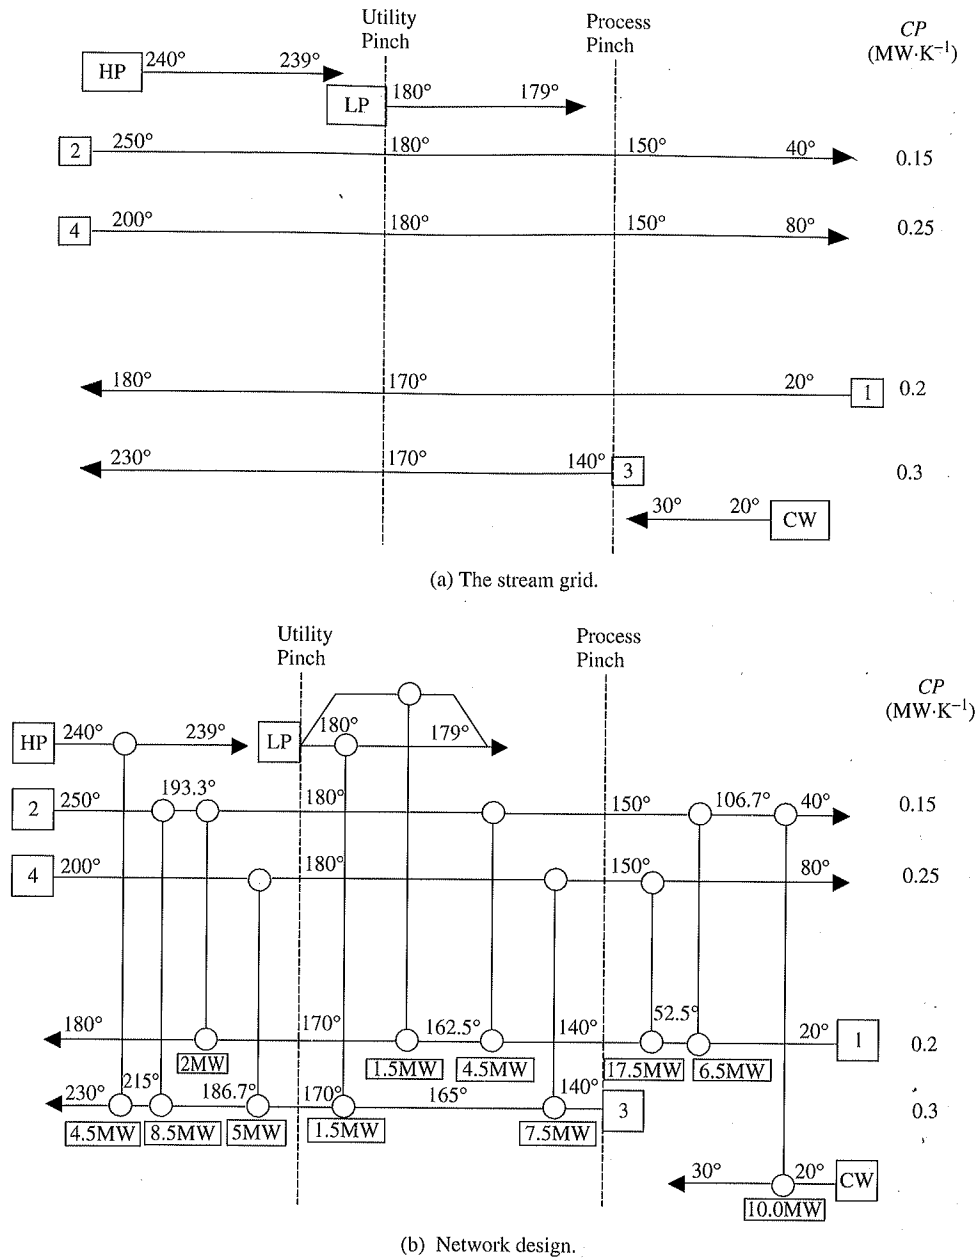 Utility
Pinch
Process
Pinch
CP
(MW·K⁻¹)
HP 240° 239°
LP 180° 179°
2 250° 180° 150° 40° 0.15
4 200° 180° 150° 80° 0.25
180° 170° 20° 1 0.2
230° 170° 140° 3 0.3
30° 20° CW
(a) The stream grid.
Utility
Pinch
Process
Pinch
CP
(MW·K⁻¹)
HP 240° 239° LP 180° 179°
2 250° 193.3° 180° 150° 106.7° 40° 0.15
4 200° 180° 150° 80° 0.25
180° 170° 162.5° 140° 52.5° 20° 1 0.2
2MW 1.5MW 4.5MW 17.5MW 6.5MW
230° 215° 186.7° 170° 165° 140° 3 0.3
4.5MW 8.5MW 5MW 1.5MW 7.5MW
30° 20° CW
10.0MW
(b) Network design.